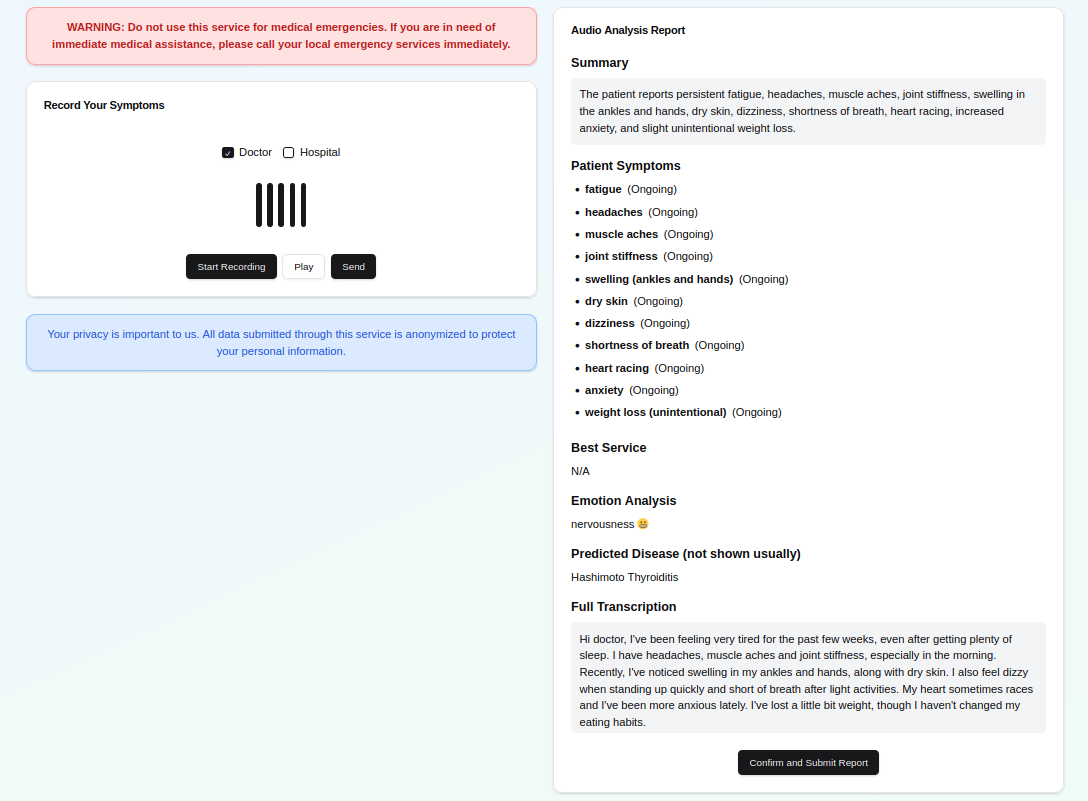 WARNING: Do not use this service for medical emergencies. If you are in need of
immediate medical assistance, please call your local emergency services immediately.
Record Your Symptoms
Doctor
Hospital
Start Recording
Play
Send
Your privacy is important to us. All data submitted through this service is anonymized to protect
your personal information.
Audio Analysis Report
Summary
The patient reports persistent fatigue, headaches, muscle aches, joint stiffness, swelling in
the ankles and hands, dry skin, dizziness, shortness of breath, heart racing, increased
anxiety, and slight unintentional weight loss.
Patient Symptoms
• fatigue (Ongoing)
• headaches (Ongoing)
• muscle aches (Ongoing)
• joint stiffness (Ongoing)
• swelling (ankles and hands) (Ongoing)
• dry skin (Ongoing)
• dizziness (Ongoing)
• shortness of breath (Ongoing)
• heart racing (Ongoing)
• anxiety (Ongoing)
• weight loss (unintentional) (Ongoing)
Best Service
N/A
Emotion Analysis
nervousness 😬
Predicted Disease (not shown usually)
Hashimoto Thyroiditis
Full Transcription
Hi doctor, I've been feeling very tired for the past few weeks, even after getting plenty of
sleep. I have headaches, muscle aches and joint stiffness, especially in the morning.
Recently, I've noticed swelling in my ankles and hands, along with dry skin. I also feel dizzy
when standing up quickly and short of breath after light activities. My heart sometimes races
and I've been more anxious lately. I've lost a little bit weight, though I haven't changed my
eating habits.
Confirm and Submit Report